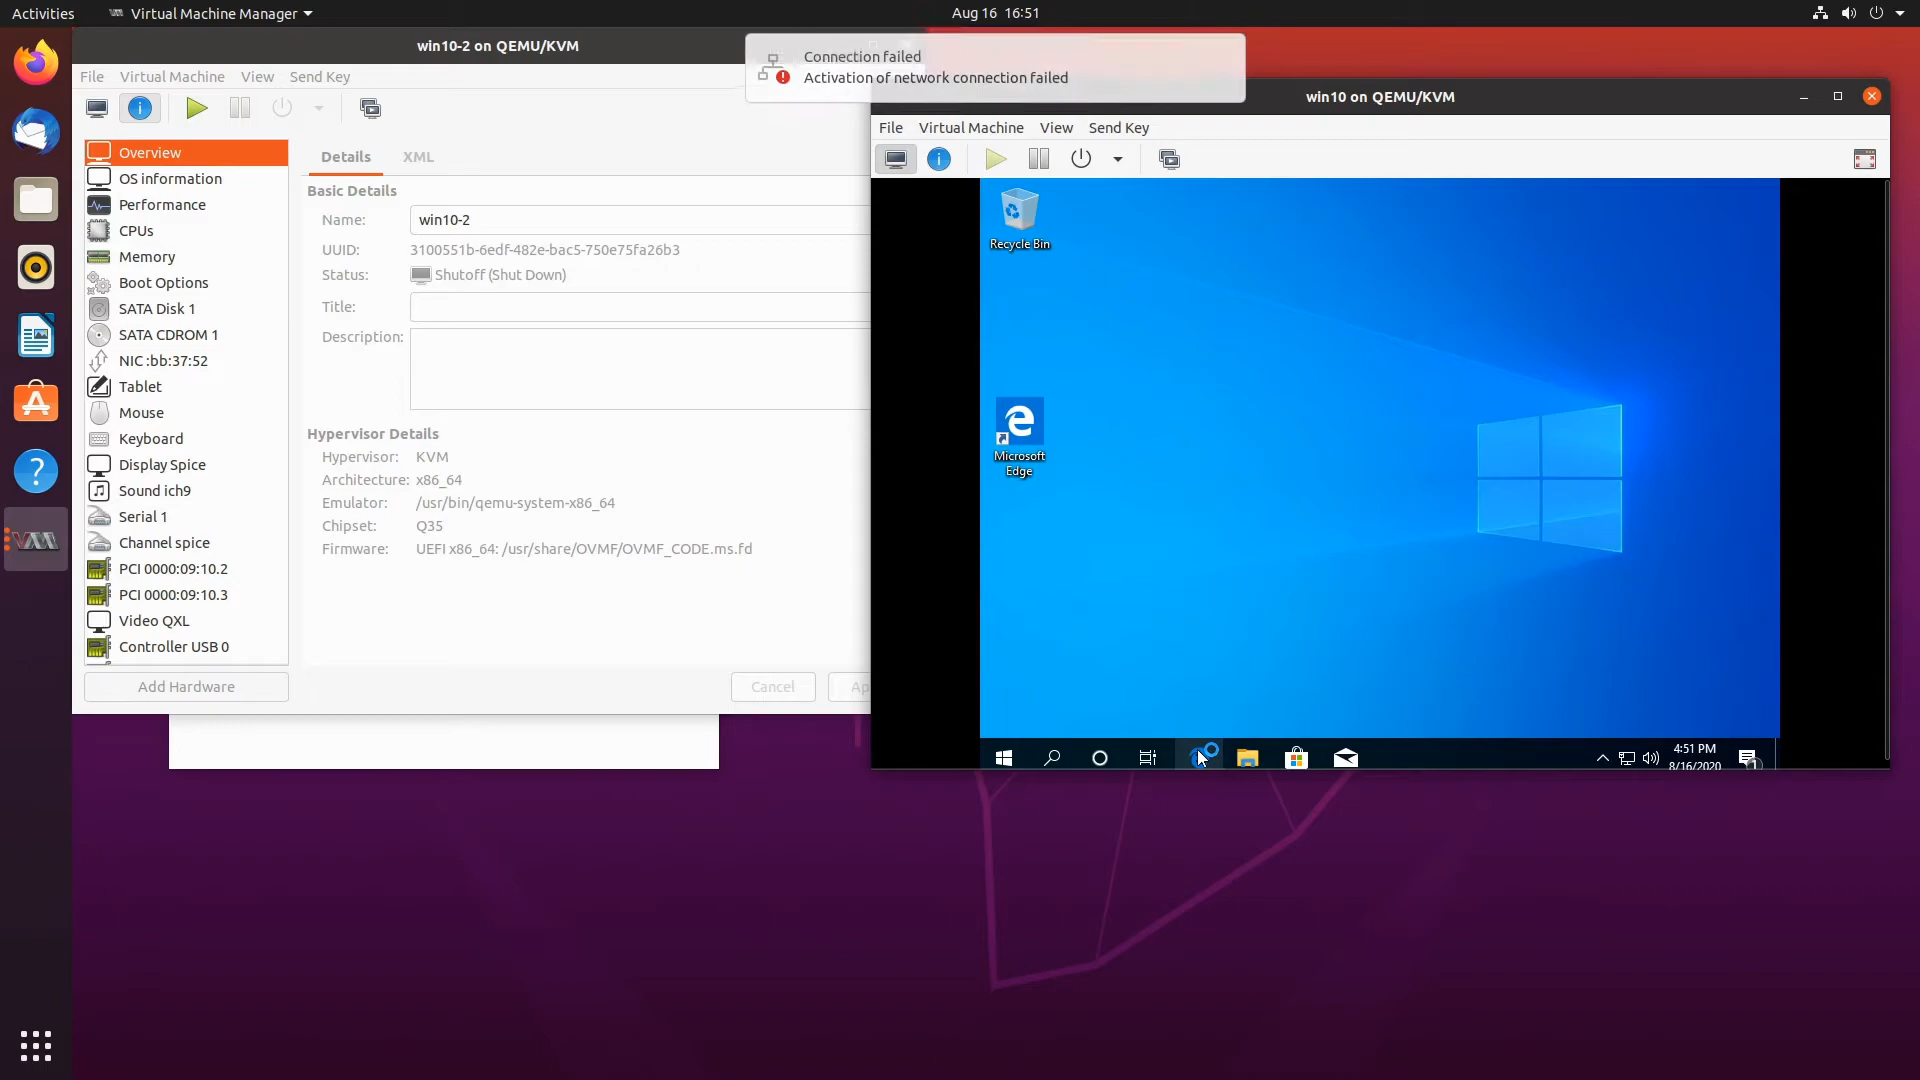 Activities
Virtual Machine Manager
Aug 16 16:51
win10-2 on QEMU/KVM
File Virtual Machine View Send Key
Connection failed
Activation of network connection failed
Overview
OS information
Performance
CPUs
Memory
Boot Options
SATA Disk 1
SATA CDROM 1
NIC :bb:37:52
Tablet
Mouse
Keyboard
Display Spice
Sound ich9
Serial 1
Channel spice
PCI 0000:09:10.2
PCI 0000:09:10.3
Video QXL
Controller USB 0
Add Hardware
Details XML
Basic Details
Name: win10-2
UUID: 3100551b-6edf-482e-bac5-750e75fa26b3
Status: Shutoff (Shut Down)
Title:
Description:
Hypervisor Details
Hypervisor: KVM
Architecture: x86_64
Emulator: /usr/bin/qemu-system-x86_64
Chipset: Q35
Firmware: UEFI x86_64: /usr/share/OVMF/OVMF_CODE.ms.fd
Cancel Ap
win10 on QEMU/KVM
File Virtual Machine View Send Key
Recycle Bin
Microsoft
Edge
4:51 PM
8/16/2020
1